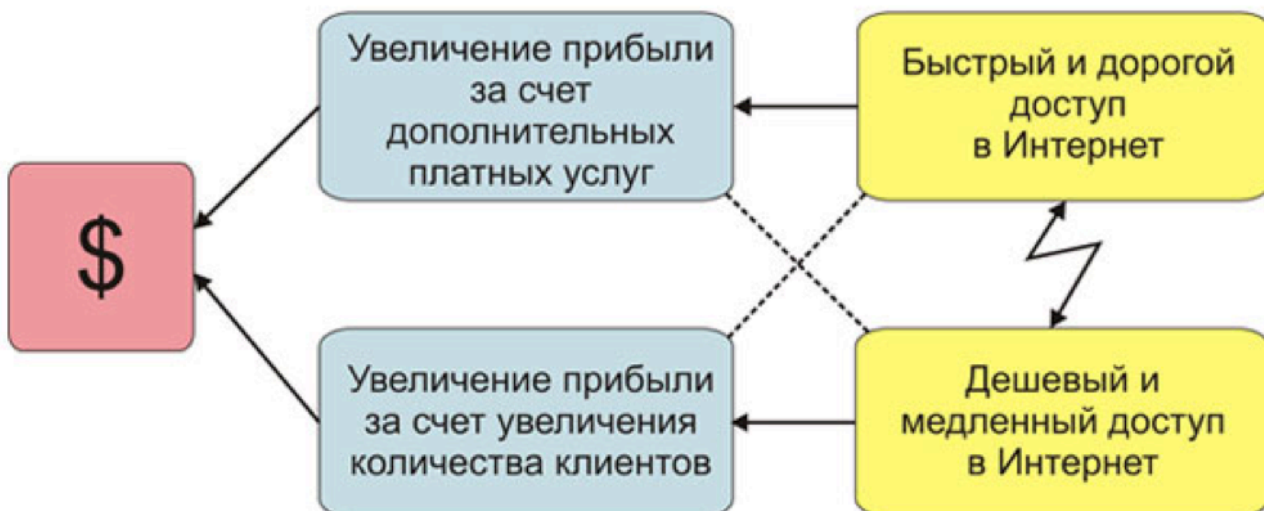 Увеличение прибыли
за счет
дополнительных
платных услуг
Быстрый и дорогой
доступ
в Интернет
$
Увеличение прибыли
за счет увеличения
количества клиентов
Дешевый и
медленный доступ
в Интернет